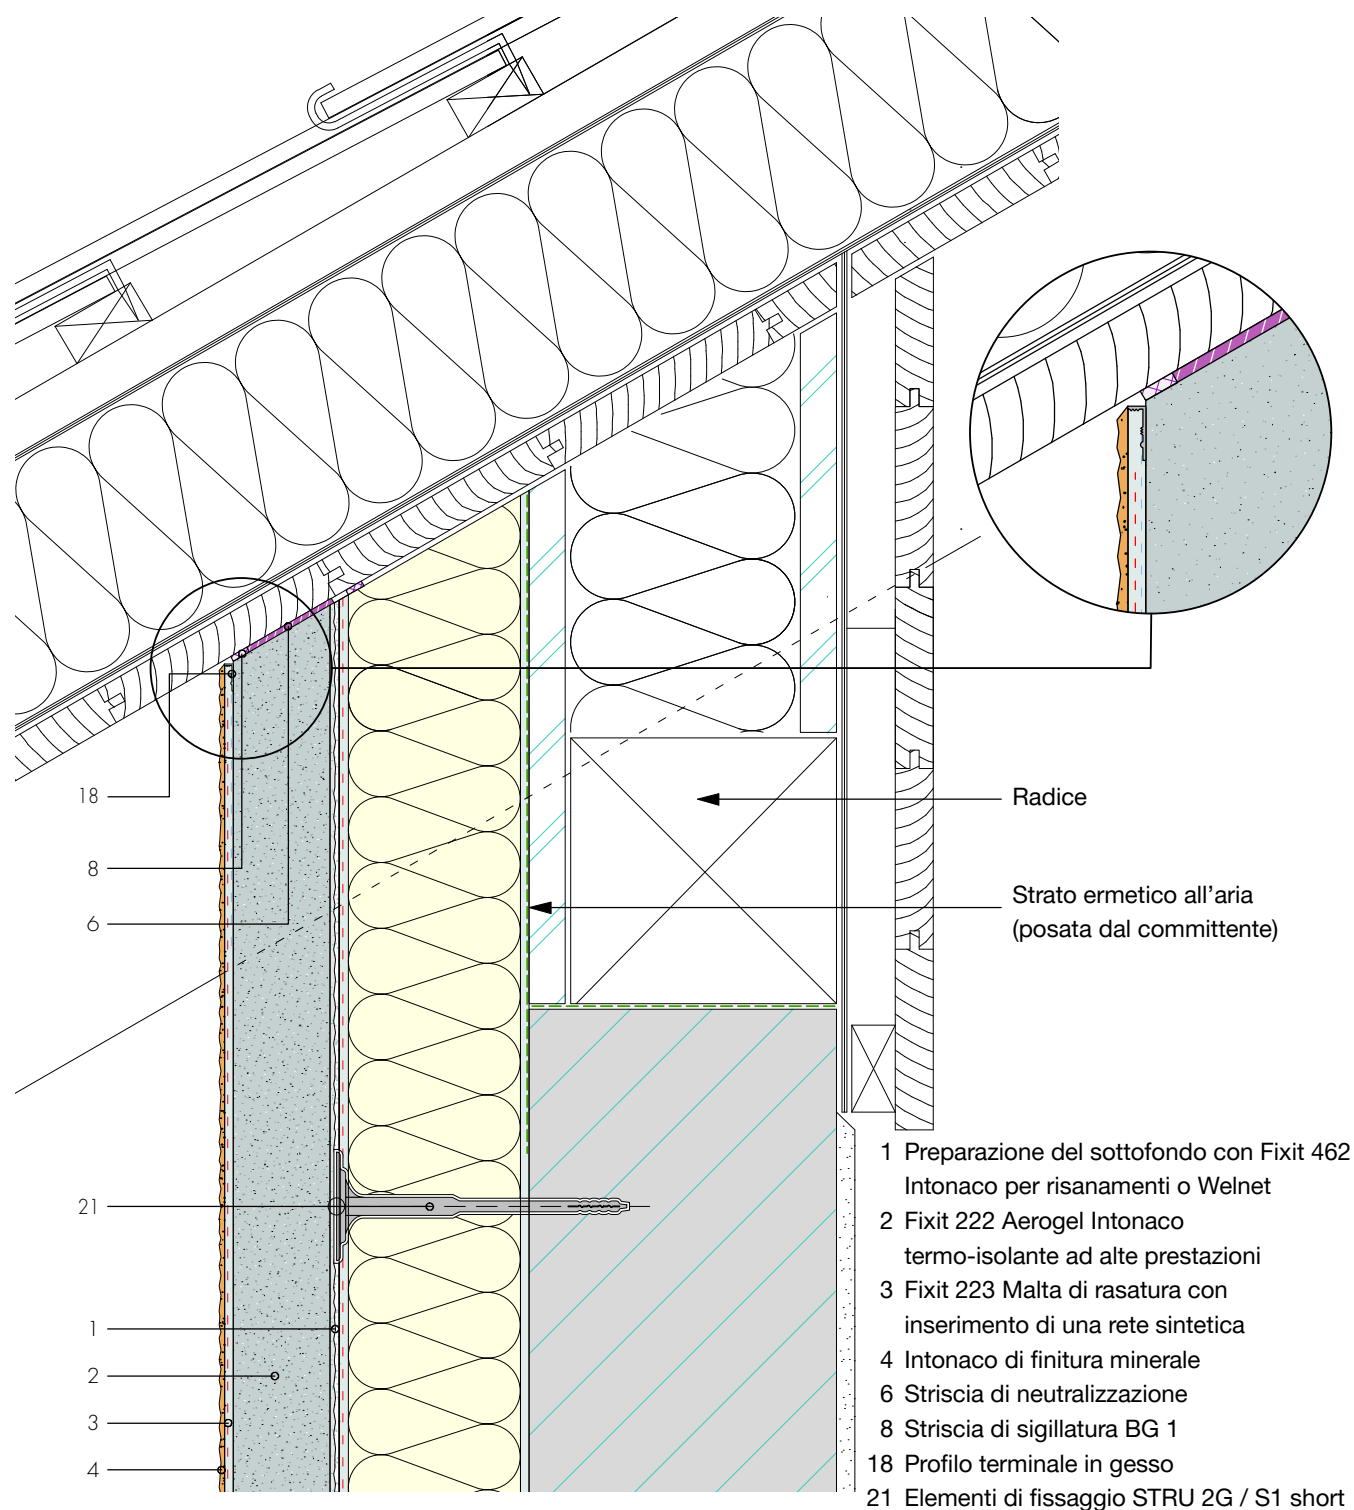 18
8
6
21
1
2
3
4
Radice
Strato ermetico all’aria
(posata dal committente)
1 Preparazione del sottofondo con Fixit 462
Intonaco per risanamenti o Welnet
2 Fixit 222 Aerogel Intonaco
termo-isolante ad alte prestazioni
3 Fixit 223 Malta di rasatura con
inserimento di una rete sintetica
4 Intonaco di finitura minerale
6 Striscia di neutralizzazione
8 Striscia di sigillatura BG 1
18 Profilo terminale in gesso
21 Elementi di fissaggio STRU 2G / S1 short